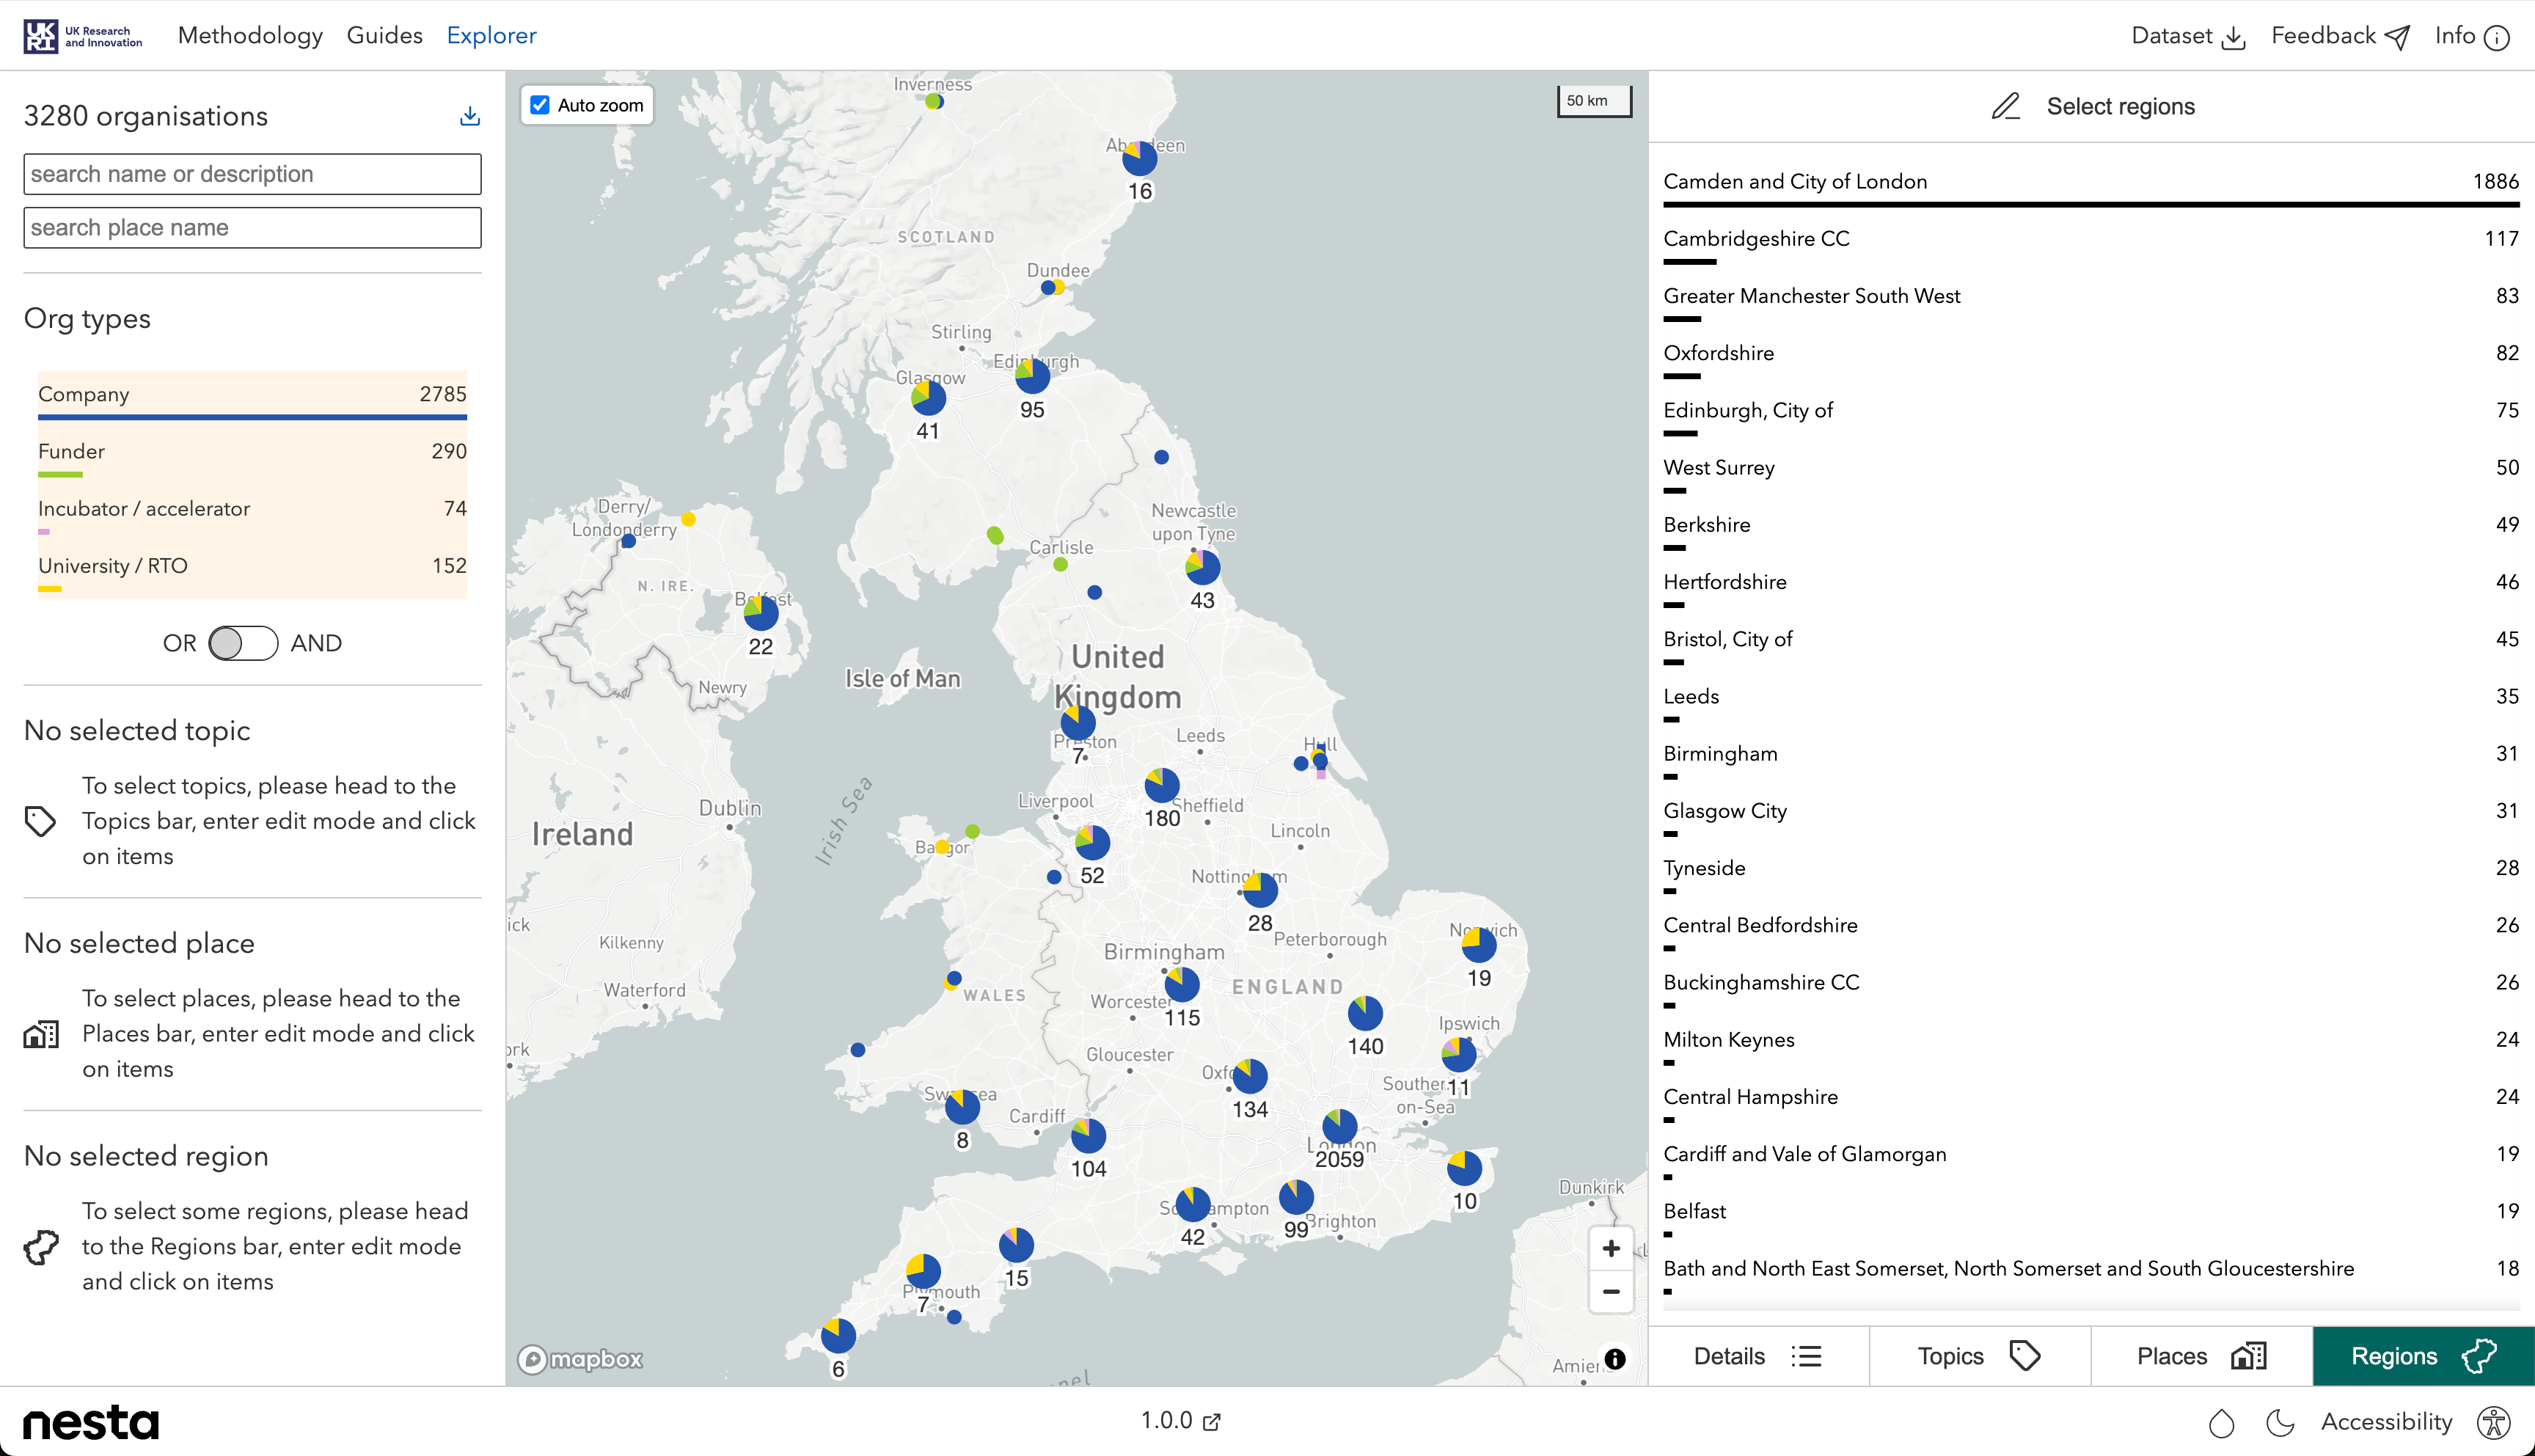 UK
RI
UK Research
and Innovation
Methodology
Guides
Explorer
Dataset
Feedback
Info
3280 organisations
search name or description
search place name
Org types
Company 2785
Funder 290
Incubator / accelerator 74
University / RTO 152
OR AND
No selected topic
To select topics, please head to the
Topics bar, enter edit mode and click
on items
No selected place
To select places, please head to the
Places bar, enter edit mode and click
on items
No selected region
To select some regions, please head
to the Regions bar, enter edit mode
and click on items
Auto zoom
50 km
Inverness
Aberdeen
16
SCOTLAND
Dundee
Stirling
Edinburgh
95
Glasgow
41
Derry/
Londonderry
Newcastle
upon Tyne
43
Carlisle
N. IRE.
Belfast
22
Newry
Isle of Man
United
Kingdom
Preston
7
Leeds
Hull
180
Liverpool
Sheffield
Dublin
Ireland
Irish Sea
Lincoln
Bangor
52
Nottingham
28
ick
Kilkenny
Birmingham
Peterborough
Norwich
19
Waterford
WALES
ENGLAND
Worcester
115
140
Ipswich
11
ork
Gloucester
Oxfo
134
Southen
on-Sea
Swansea
8
Cardiff
104
London
2059
10
Dunkirk
Southampton
42
99
Brighton
15
Plymouth
7
6
Amien
nel
+
−
mapbox
Select regions
Camden and City of London 1886
Cambridgeshire CC 117
Greater Manchester South West 83
Oxfordshire 82
Edinburgh, City of 75
West Surrey 50
Berkshire 49
Hertfordshire 46
Bristol, City of 45
Leeds 35
Birmingham 31
Glasgow City 31
Tyneside 28
Central Bedfordshire 26
Buckinghamshire CC 26
Milton Keynes 24
Central Hampshire 24
Cardiff and Vale of Glamorgan 19
Belfast 19
Bath and North East Somerset, North Somerset and South Gloucestershire 18
Details
Topics
Places
Regions
nesta
1.0.0
Accessibility